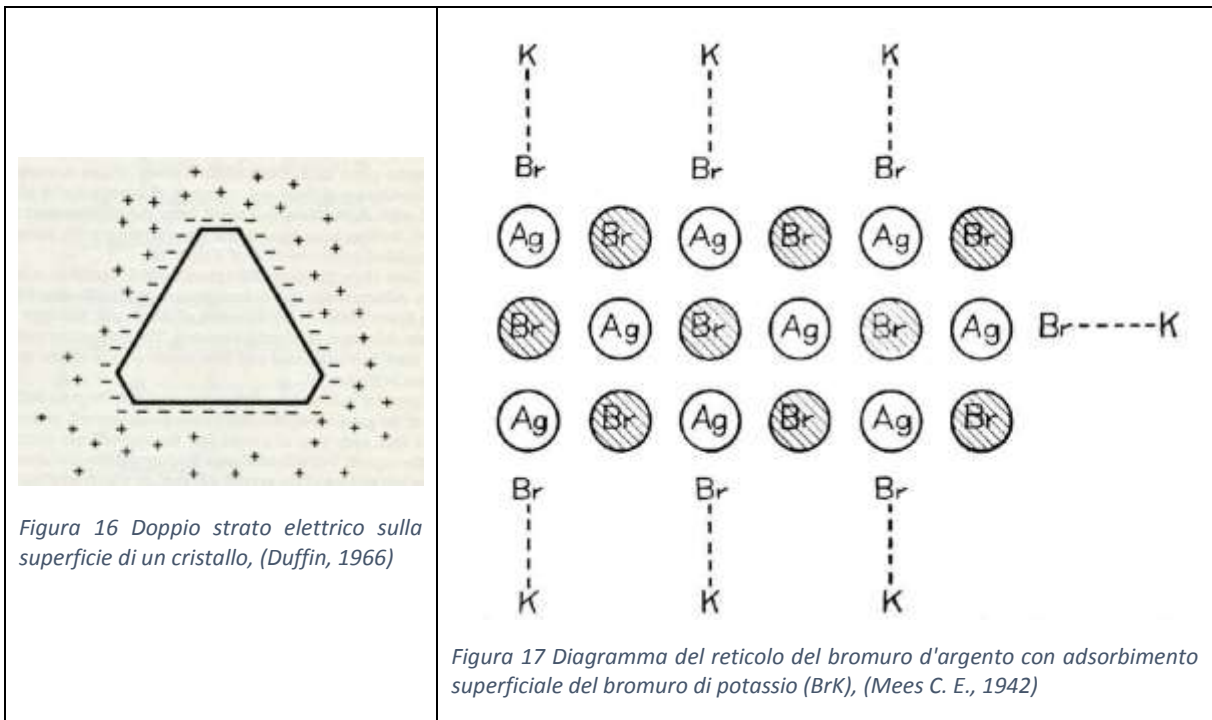 Figura 16 Doppio strato elettrico sulla
superficie di un cristallo, (Duffin, 1966)
K K K
Br Br Br
Ag Br Ag Br Ag Br
Br Ag Br Ag Br Ag Br K
Ag Br Ag Br Ag Br
Br Br Br
K K K
Figura 17 Diagramma del reticolo del bromuro d'argento con adsorbimento
superficiale del bromuro di potassio (BrK), (Mees C. E., 1942)